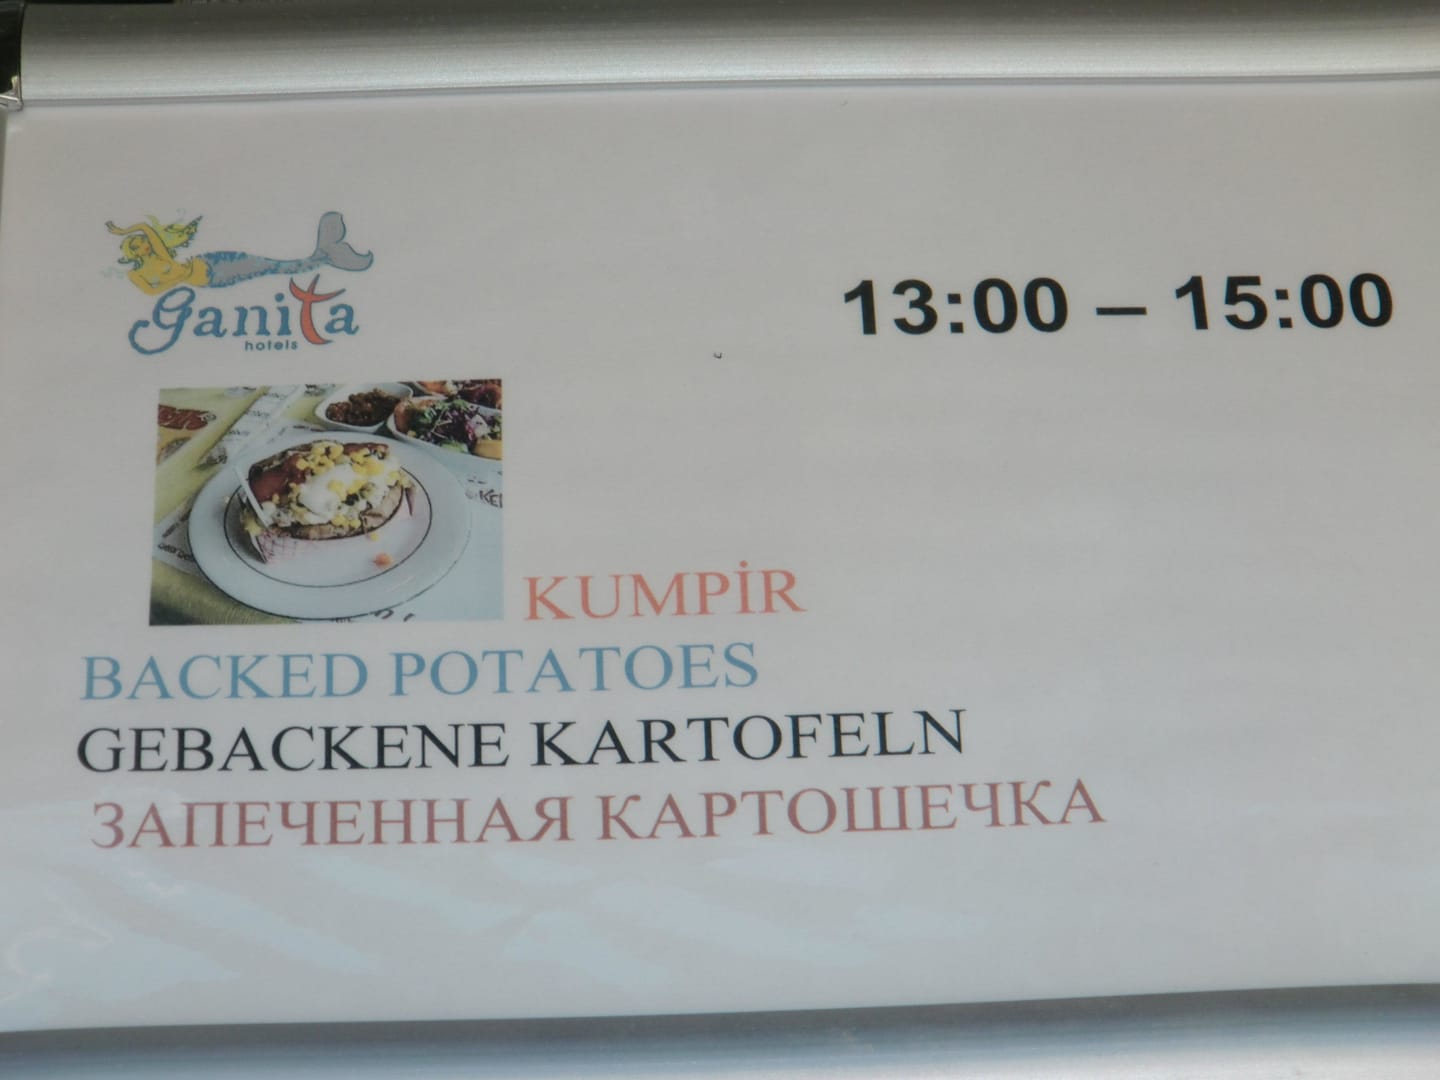 ganita
hotels
13:00 – 15:00
KUMPİR
BACKED POTATOES
GEBACKENE KARTOFELN
ЗАПЕЧЕННАЯ КАРТОШЕЧКА